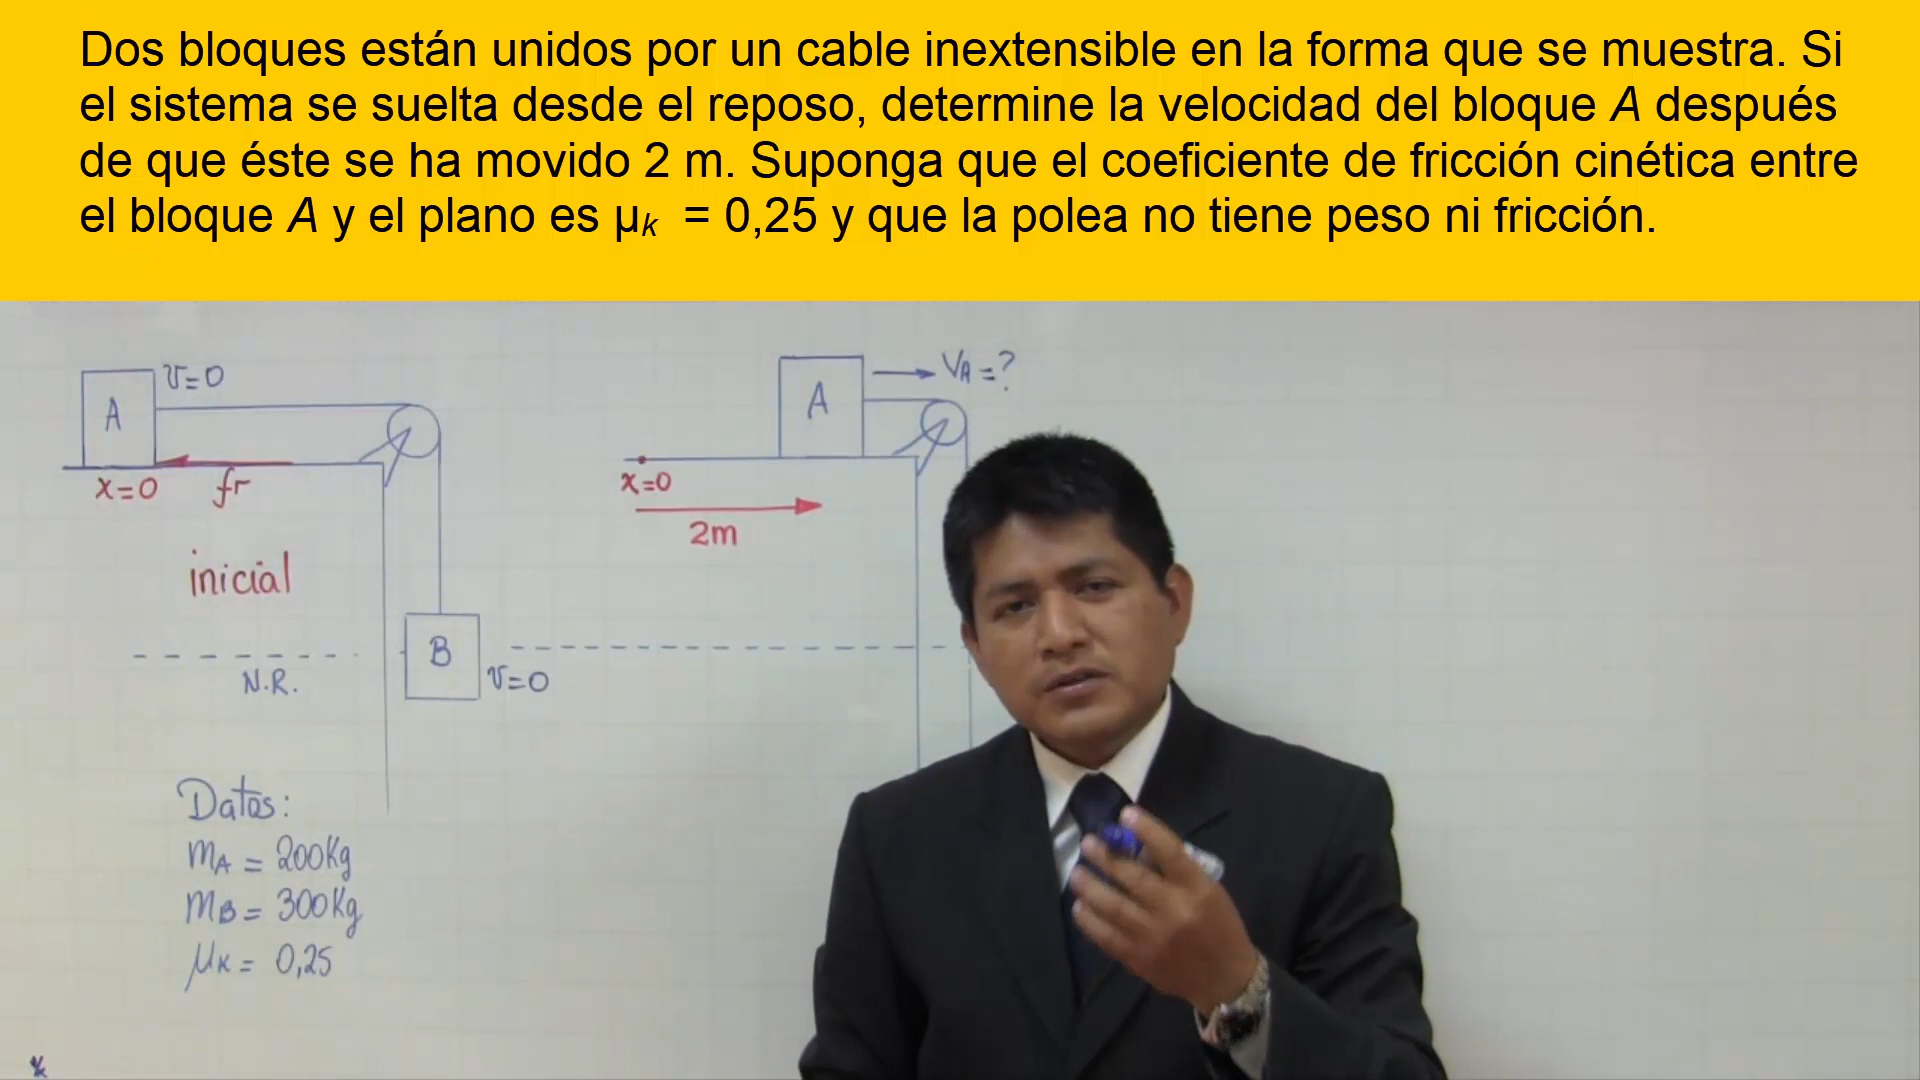 Dos bloques están unidos por un cable inextensible en la forma que se muestra. Si
el sistema se suelta desde el reposo, determine la velocidad del bloque A después
de que éste se ha movido 2 m. Suponga que el coeficiente de fricción cinética entre
el bloque A y el plano es μk = 0,25 y que la polea no tiene peso ni fricción.
A
v=0
x=0
fr
inicial
B
v=0
N.R.
A
VA=?
x=0
2m
Datos:
mA = 200Kg
mB = 300Kg
μK = 0,25